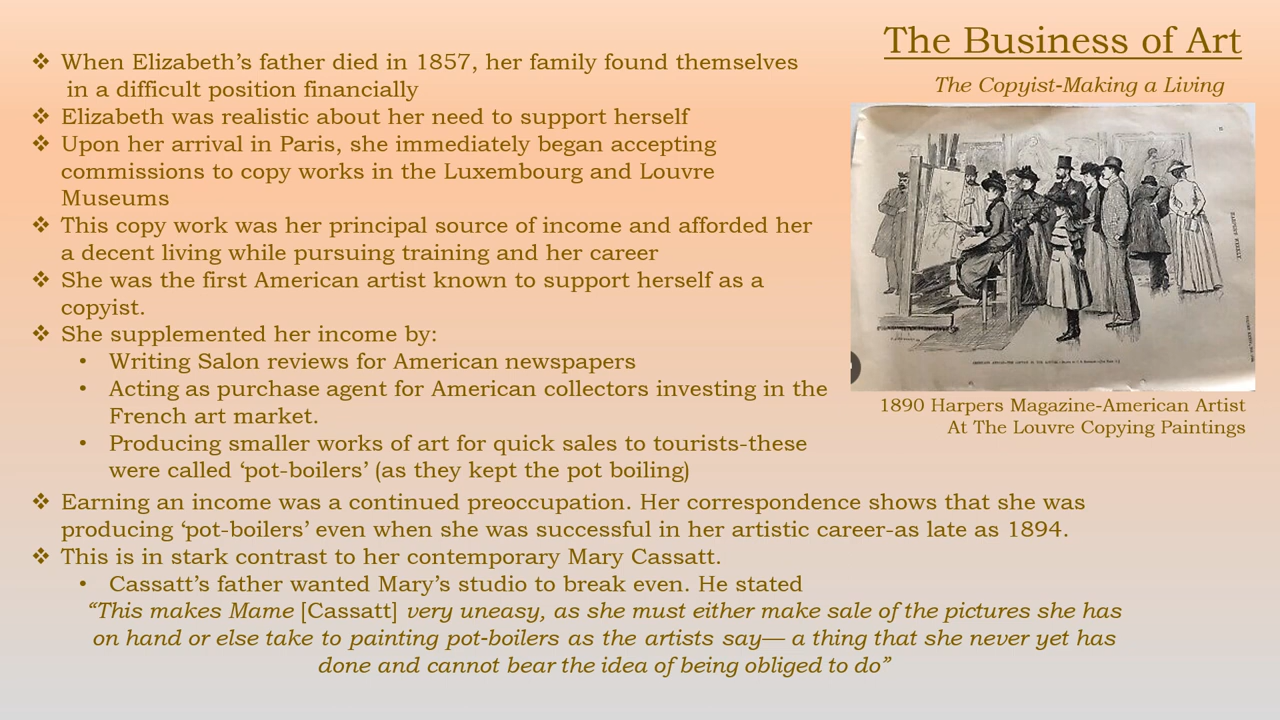 The Business of Art
The Copyist-Making a Living
❖ When Elizabeth’s father died in 1857, her family found themselves
in a difficult position financially
❖ Elizabeth was realistic about her need to support herself
❖ Upon her arrival in Paris, she immediately began accepting
commissions to copy works in the Luxembourg and Louvre
Museums
❖ This copy work was her principal source of income and afforded her
a decent living while pursuing training and her career
❖ She was the first American artist known to support herself as a
copyist.
❖ She supplemented her income by:
• Writing Salon reviews for American newspapers
• Acting as purchase agent for American collectors investing in the
French art market.
• Producing smaller works of art for quick sales to tourists-these
were called ‘pot-boilers’ (as they kept the pot boiling)
❖ Earning an income was a continued preoccupation. Her correspondence shows that she was
producing ‘pot-boilers’ even when she was successful in her artistic career-as late as 1894.
❖ This is in stark contrast to her contemporary Mary Cassatt.
• Cassatt’s father wanted Mary’s studio to break even. He stated
“This makes Mame [Cassatt] very uneasy, as she must either make sale of the pictures she has
on hand or else take to painting pot-boilers as the artists say— a thing that she never yet has
done and cannot bear the idea of being obliged to do”
1890 Harpers Magazine-American Artist
At The Louvre Copying Paintings